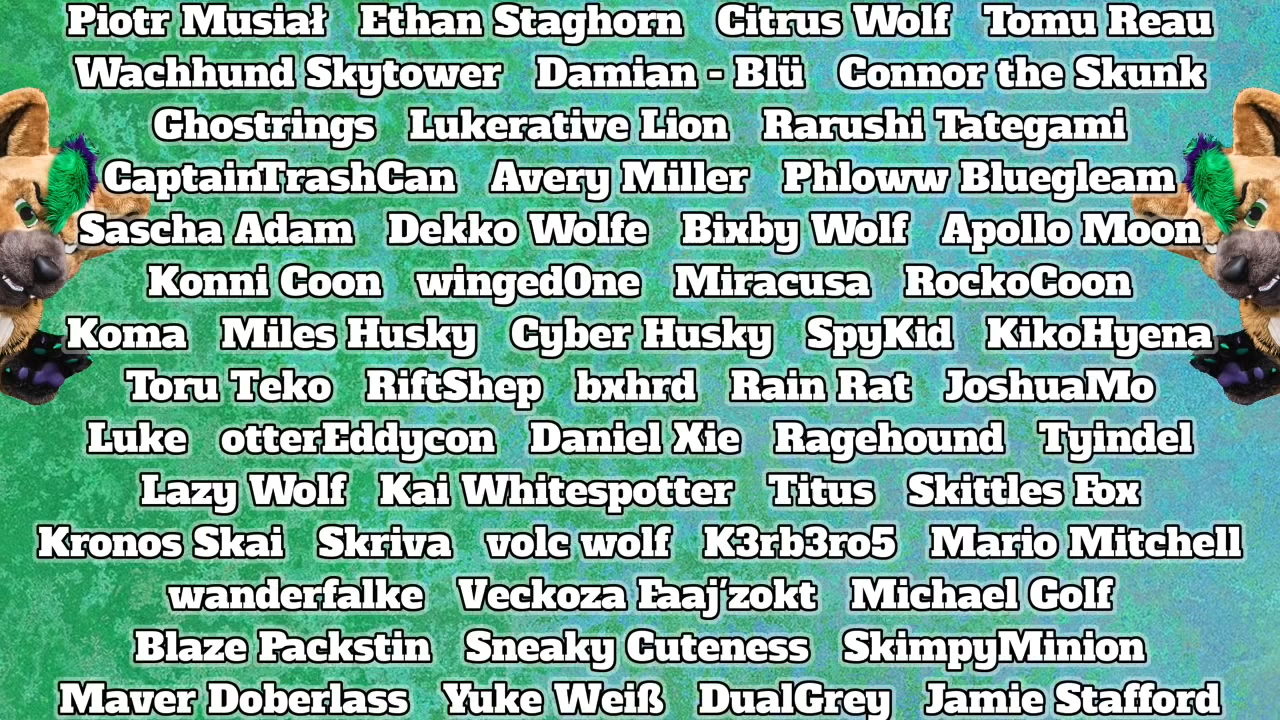 Piotr Musiał Ethan Staghorn Citrus Wolf Tomu Reau
Wachhund Skytower Damian - Blü Connor the Skunk
Ghostrings Lukerative Lion Rarushi Tategami
CaptainTrashCan Avery Miller Phloww Bluegleam
Sascha Adam Dekko Wolfe Bixby Wolf Apollo Moon
Konni Coon wingedOne Miracusa RockoCoon
Koma Miles Husky Cyber Husky SpyKid KikoHyena
Toru Teko RiftShep bxhrd Rain Rat JoshuaMo
Luke otterEddycon Daniel Xie Ragehound Tyindel
Lazy Wolf Kai Whitespotter Titus Skittles Fox
Kronos Skai Skriva volc wolf K3rb3ro5 Mario Mitchell
wanderfalke Veckoza Faaj'zokt Michael Golf
Blaze Packstin Sneaky Cuteness SkimpyMinion
Maver Doberlass Yuke Weiß DualGrey Jamie Stafford